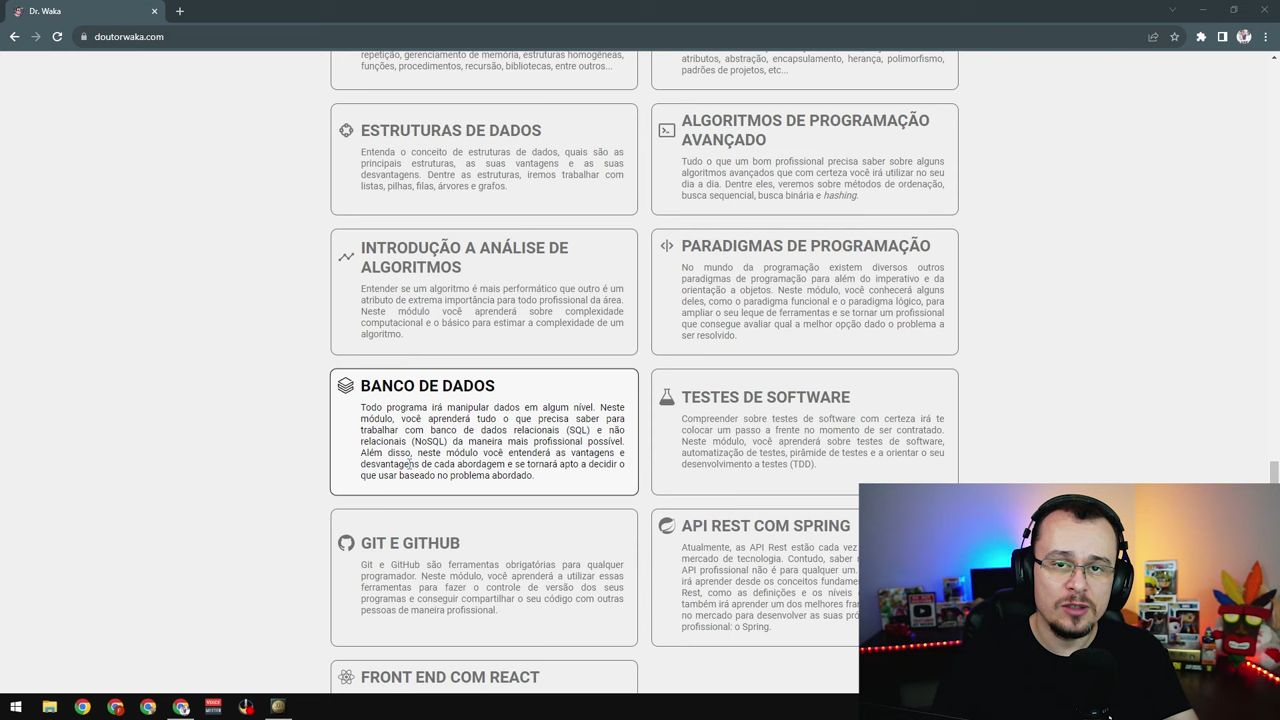 Dr. Waka
doutorwaka.com
repetição, gerenciamento de memória, estruturas homogêneas,
funções, procedimentos, recursão, bibliotecas, entre outros...
atributos, abstração, encapsulamento, herança, polimorfismo,
padrões de projetos, etc...
ESTRUTURAS DE DADOS
Entenda o conceito de estruturas de dados, quais são as
principais estruturas, as suas vantagens e as suas
desvantagens. Dentre as estruturas, iremos trabalhar com
listas, pilhas, filas, árvores e grafos.
ALGORITMOS DE PROGRAMAÇÃO
AVANÇADO
Tudo o que um bom profissional precisa saber sobre alguns
algoritmos avançados que com certeza você irá utilizar no seu
dia a dia. Dentre eles, veremos sobre métodos de ordenação,
busca sequencial, busca binária e hashing.
INTRODUÇÃO A ANÁLISE DE
ALGORITMOS
Entender se um algoritmo é mais performático que outro é um
atributo de extrema importância para todo profissional da área.
Neste módulo você aprenderá sobre complexidade
computacional e o básico para estimar a complexidade de um
algoritmo.
PARADIGMAS DE PROGRAMAÇÃO
No mundo da programação existem diversos outros
paradigmas de programação para além do imperativo e da
orientação a objetos. Neste módulo, você conhecerá alguns
deles, como o paradigma funcional e o paradigma lógico, para
ampliar o seu leque de ferramentas e se tornar um profissional
que consegue avaliar qual a melhor opção dado o problema a
ser resolvido.
BANCO DE DADOS
Todo programa irá manipular dados em algum nível. Neste
módulo, você aprenderá tudo o que precisa saber para
trabalhar com banco de dados relacionais (SQL) e não
relacionais (NoSQL) da maneira mais profissional possível.
Além disso, neste módulo você entenderá as vantagens e
desvantagens de cada abordagem e se tornará apto a decidir o
que usar baseado no problema abordado.
TESTES DE SOFTWARE
Compreender sobre testes de software com certeza irá te
colocar um passo a frente no momento de ser contratado.
Neste módulo, você aprenderá sobre testes de software,
automatização de testes, pirâmide de testes e a orientar o seu
desenvolvimento a testes (TDD).
GIT E GITHUB
Git e GitHub são ferramentas obrigatórias para qualquer
programador. Neste módulo, você aprenderá a utilizar essas
ferramentas para fazer o controle de versão dos seus
programas e conseguir compartilhar o seu código com outras
pessoas de maneira profissional.
API REST COM SPRING
Atualmente, as API Rest estão cada vez
mercado de tecnologia. Contudo, saber
API profissional não é para qualquer um.
irá aprender desde os conceitos
Rest, como as definições e os níveis
também irá aprender um dos melhores
no mercado para desenvolver as suas
profissional: o Spring.
FRONT END COM REACT